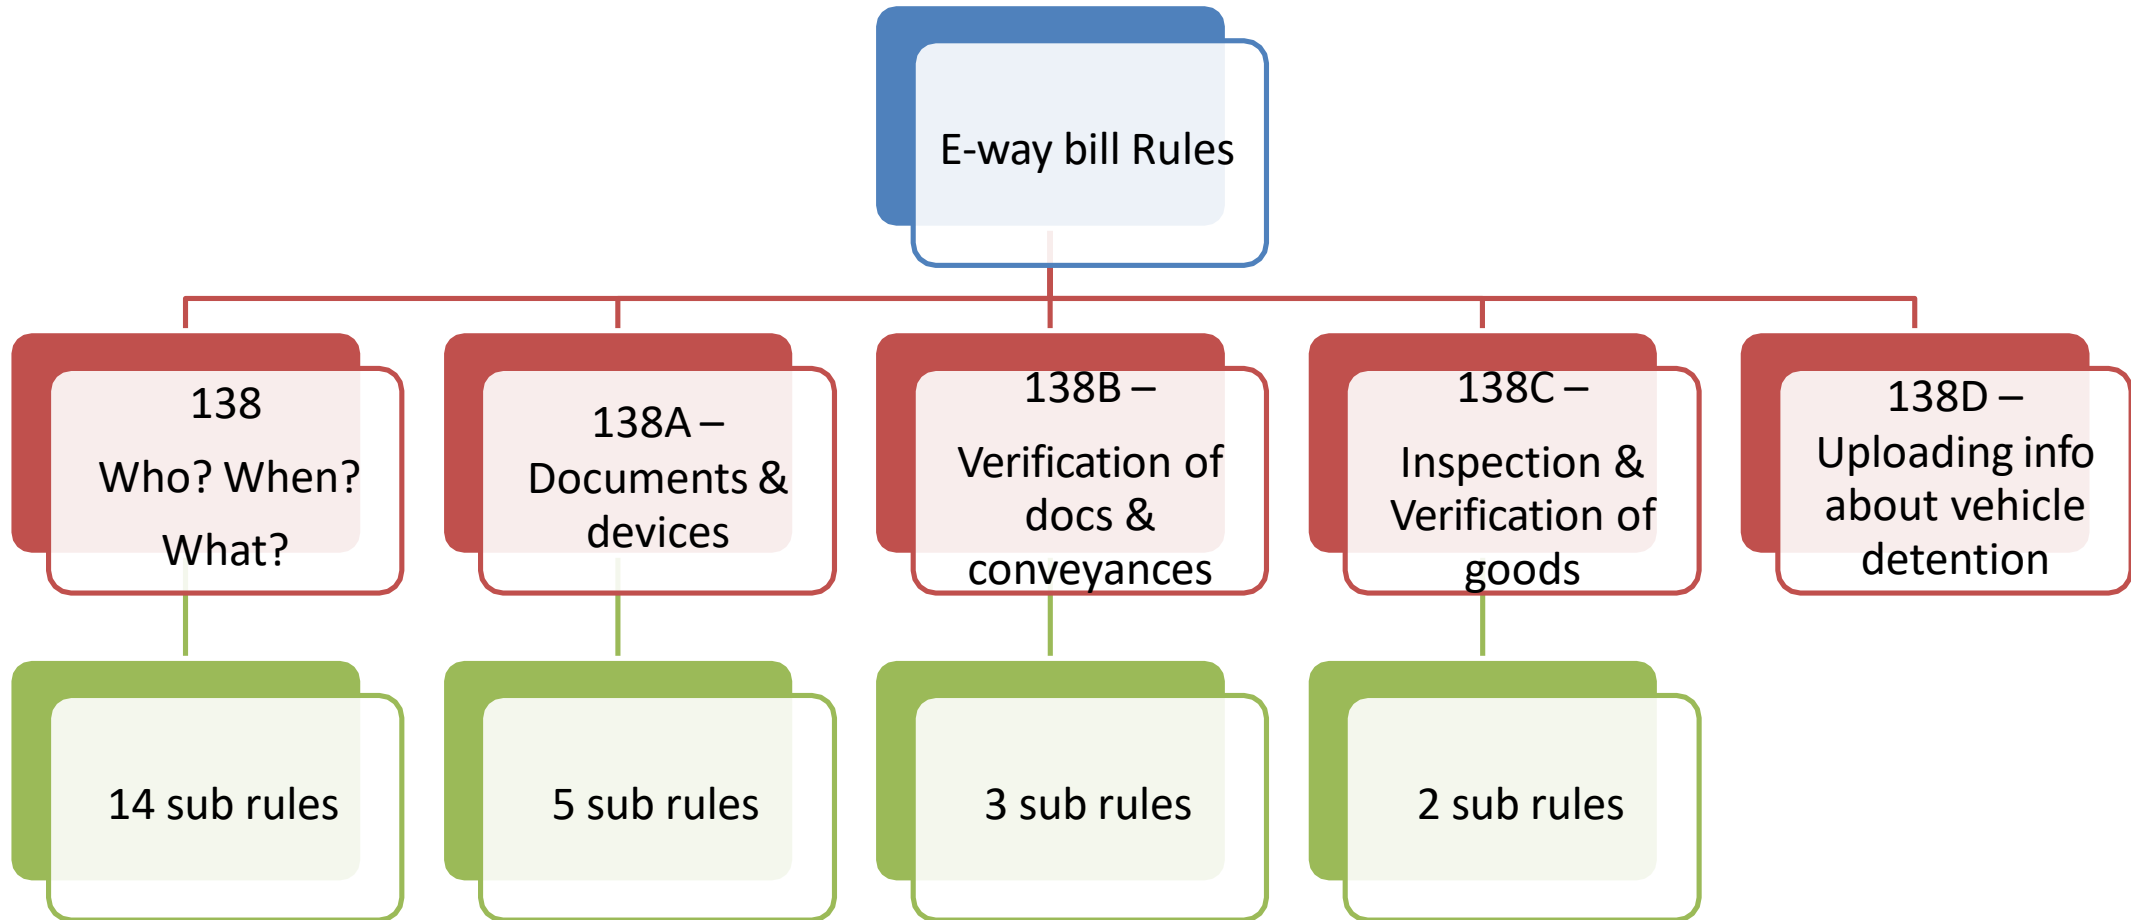 E-way bill Rules
138
Who? When?
What?
138A –
Documents &
devices
138B –
Verification of
docs &
conveyances
138C –
Inspection &
Verification of
goods
138D –
Uploading info
about vehicle
detention
14 sub rules
5 sub rules
3 sub rules
2 sub rules